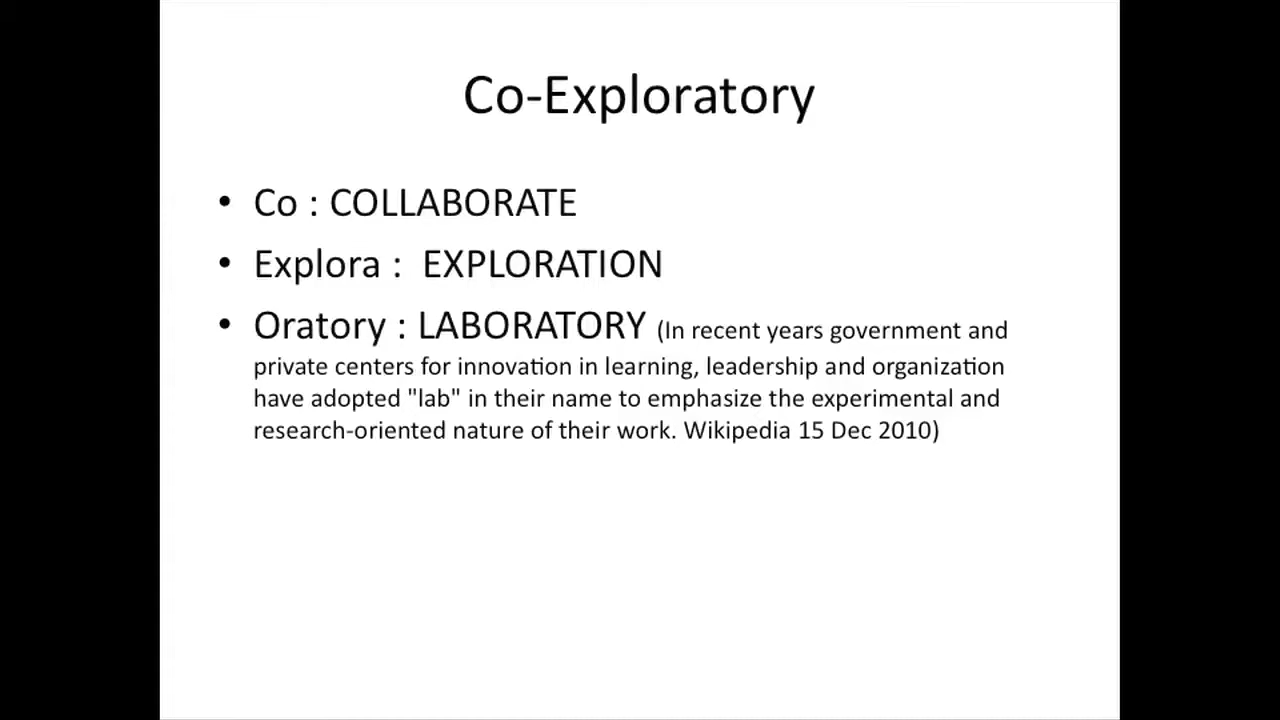 Co-Exploratory
• Co : COLLABORATE
• Explora :  EXPLORATION
• Oratory : LABORATORY (In recent years government and
private centers for innovation in learning, leadership and organization
have adopted "lab" in their name to emphasize the experimental and
research-oriented nature of their work. Wikipedia 15 Dec 2010)